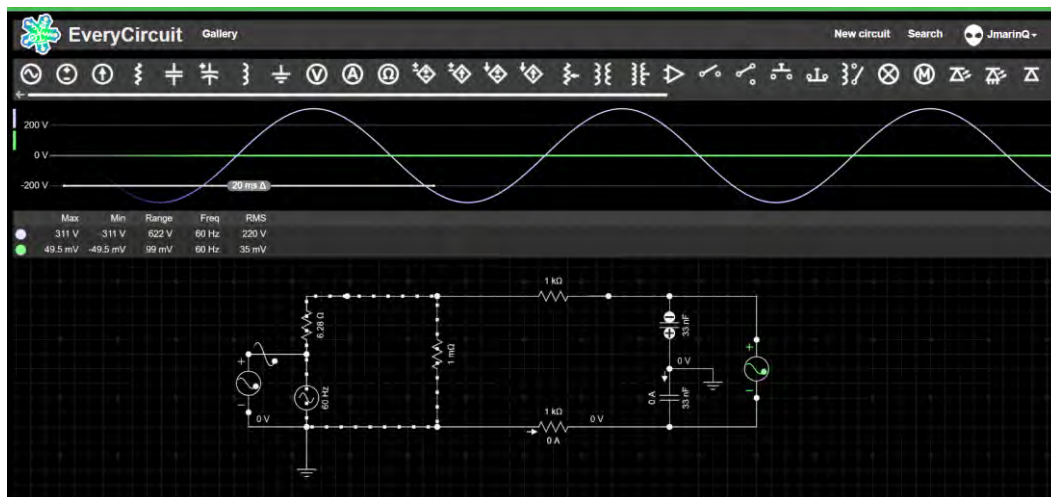 EveryCircuit Gallery New circuit Search JmarinQ
200 V
0 V
-200 V 20 ms Δ
Max Min Range Freq RMS
311 V -311 V 622 V 60 Hz 220 V
49.5 mV -49.5 mV 99 mV 60 Hz 35 mV
1 kΩ
6.28 Ω
33 nF
1 mΩ
0 V
60 Hz
0 A
33 nF
0 V
1 kΩ
0 V
0 A